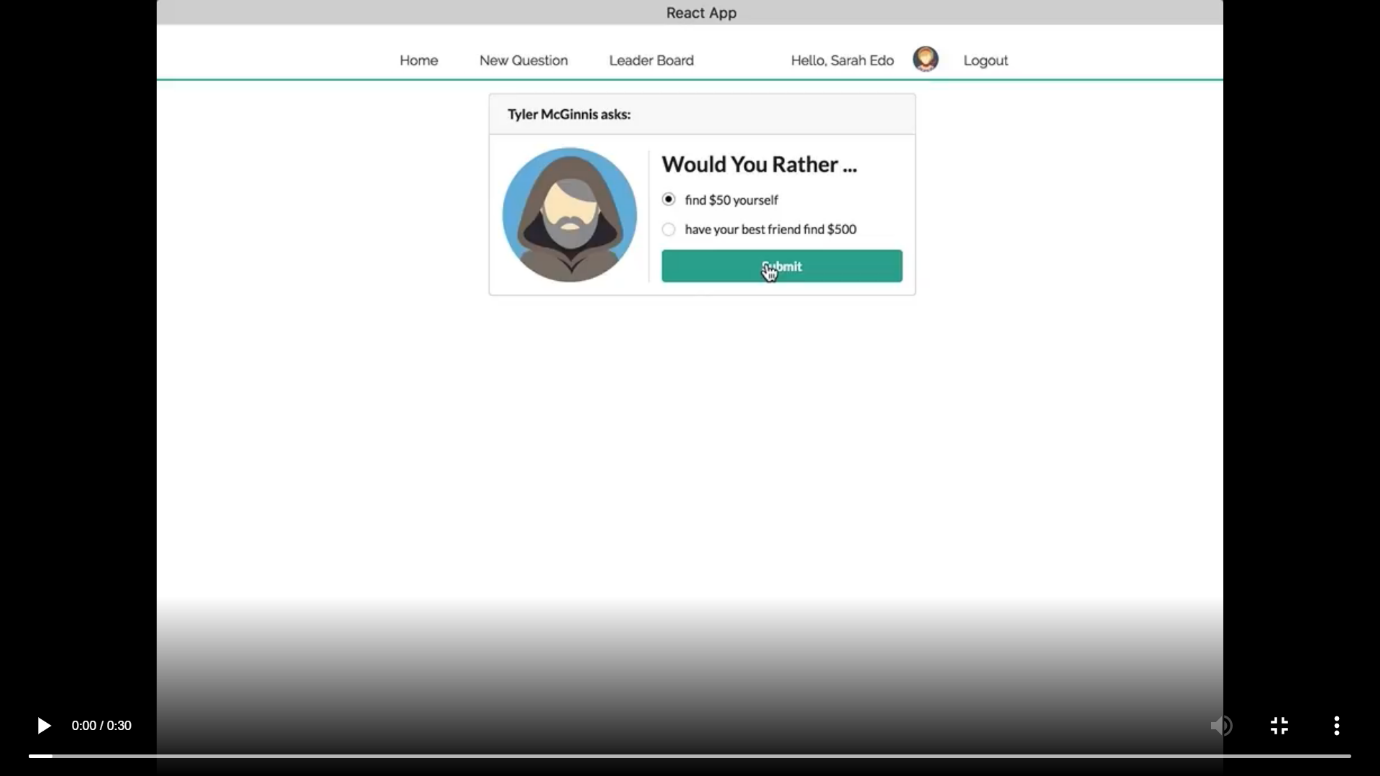 React App
Home New Question Leader Board Hello, Sarah Edo Logout
Tyler McGinnis asks:
Would You Rather ...
find $50 yourself
have your best friend find $500
Submit
0:00 / 0:30